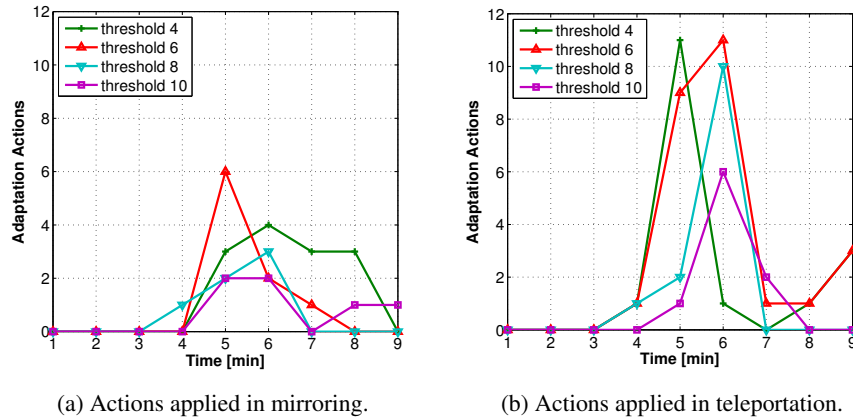 12
10
8
6
4
2
0
Adaptation Actions
threshold 4
threshold 6
threshold 8
threshold 10
1 2 3 4 5 6 7 8 9
Time [min]
(a) Actions applied in mirroring.
12
10
8
6
4
2
0
Adaptation Actions
threshold 4
threshold 6
threshold 8
threshold 10
1 2 3 4 5 6 7 8 9
Time [min]
(b) Actions applied in teleportation.